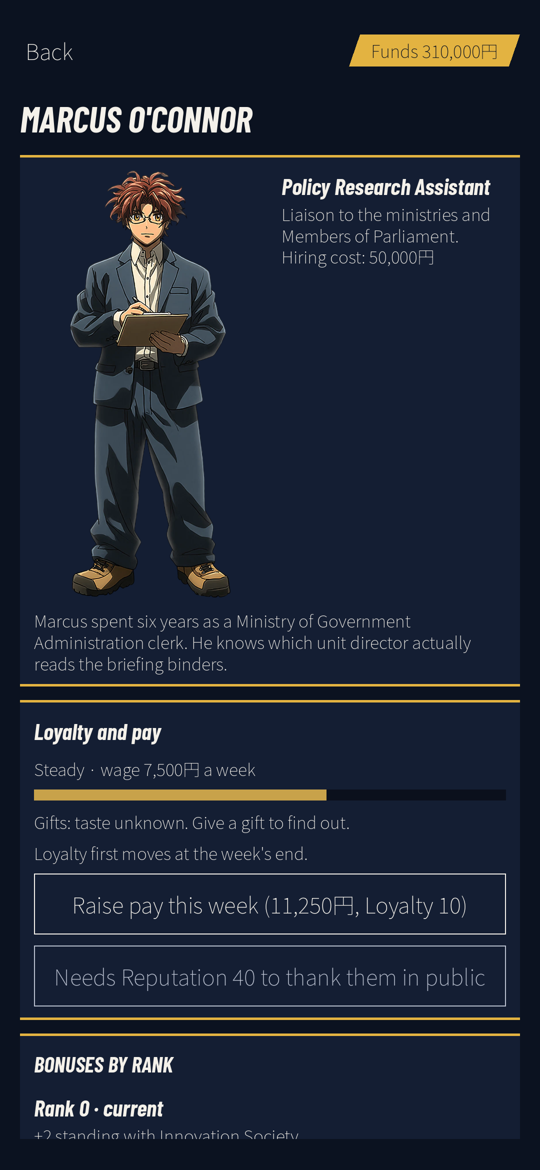 Back
Funds 310,000円
MARCUS O'CONNOR
Policy Research Assistant
Liaison to the ministries and
Members of Parliament.
Hiring cost: 50,000円
Marcus spent six years as a Ministry of Government
Administration clerk. He knows which unit director actually
reads the briefing binders.
Loyalty and pay
Steady · wage 7,500円 a week
Gifts: taste unknown. Give a gift to find out.
Loyalty first moves at the week's end.
Raise pay this week (11,250円, Loyalty 10)
Needs Reputation 40 to thank them in public
BONUSES BY RANK
Rank 0 · current
+2 standing with Innovation Society